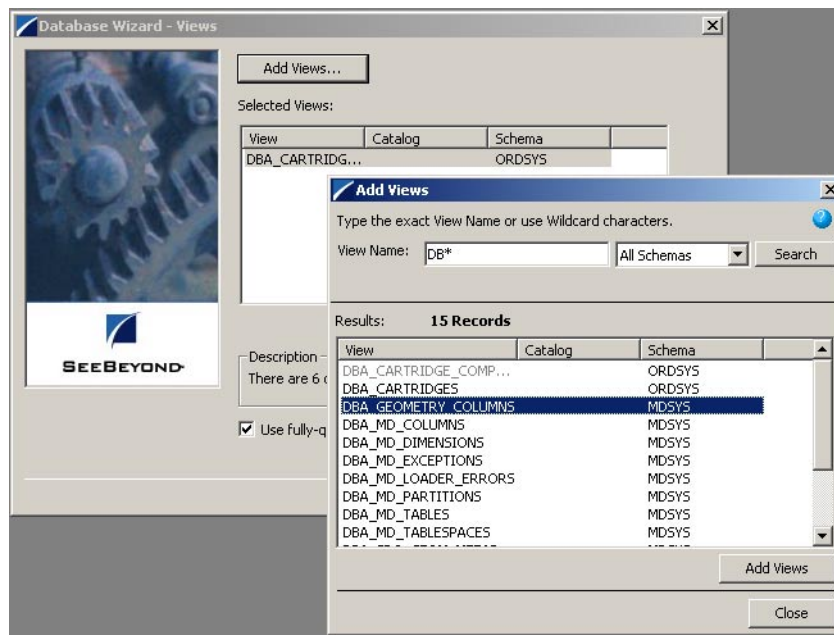 Database Wizard - Views
Add Views...
Selected Views:
View Catalog Schema
DBA_CARTRIDG... ORDSYS
SEEBEYOND
Description
There are 6
Use fully-q
Add Views
Type the exact View Name or use Wildcard characters.
View Name: DB* All Schemas Search
Results: 15 Records
View Catalog Schema
DBA_CARTRIDGE_COMP... ORDSYS
DBA_CARTRIDGES ORDSYS
DBA_GEOMETRY_COLUMNS MDSYS
DBA_MD_COLUMNS MDSYS
DBA_MD_DIMENSIONS MDSYS
DBA_MD_EXCEPTIONS MDSYS
DBA_MD_LOADER_ERRORS MDSYS
DBA_MD_PARTITIONS MDSYS
DBA_MD_TABLES MDSYS
DBA_MD_TABLESPACES MDSYS
Add Views
Close